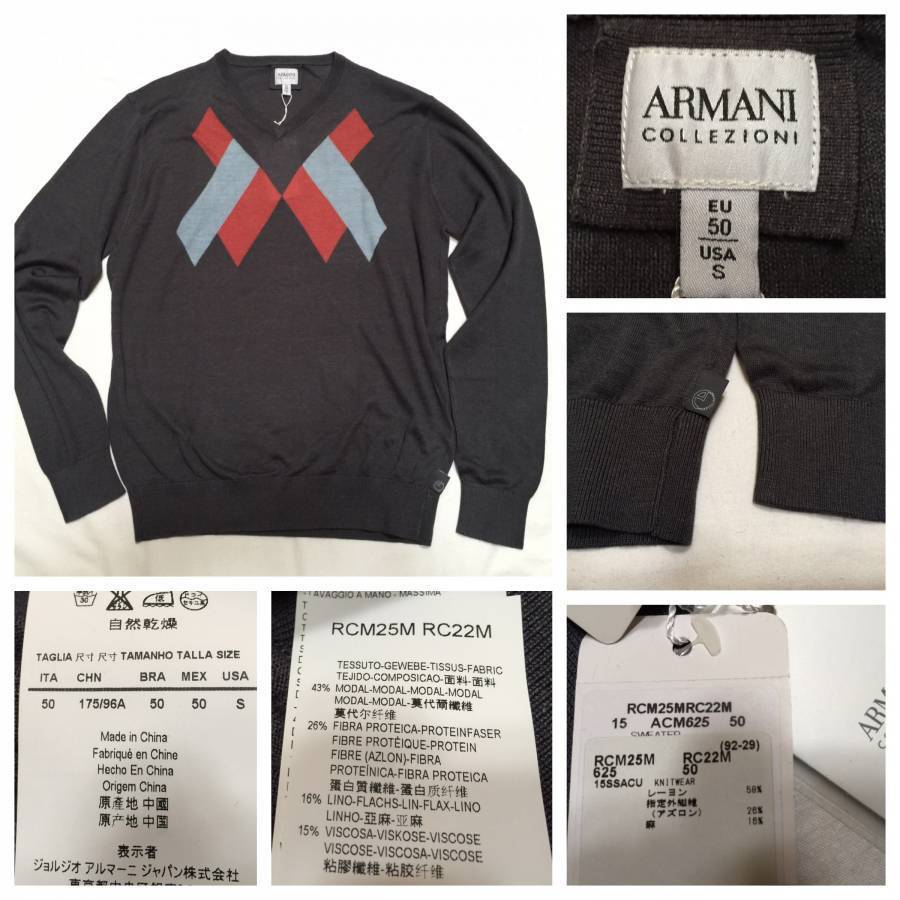 ARMANI
COLLEZIONI
EU
50
USA
S
低
自然乾燥
TAGLIA 尺寸 尺寸 TAMANHO TALLA SIZE
ITA CHN BRA MEX USA
50 175/96A 50 50 S
Made in China
Fabriqué en Chine
Hecho En China
Origem China
原產地 中國
原产地 中国
表示者
ジョルジオ アルマーニ ジャパン株式会社
LAVAGGIO A MANO - MASSIMA
RCM25M RC22M
TESSUTO-GEWEBE-TISSUS-FABRIC
TEJIDO-COMPOSICAO-面料-面料
43% MODAL-MODAL-MODAL-MODAL
MODAL-MODAL-莫代爾纖維
莫代尔纤维
26% FIBRA PROTEICA-PROTEINFASER
FIBRE PROTÉIQUE-PROTEIN
FIBRE (AZLON)-FIBRA
PROTEÍNICA-FIBRA PROTEICA
蛋白質纖維-蛋白质纤维
16% LINO-FLACHS-LIN-FLAX-LINO
LINHO-亞麻-亚麻
15% VISCOSA-VISKOSE-VISCOSE
VISCOSE-VISCOSA-VISCOSE
粘膠纖維-粘胶纤维
RCM25MRC22M
15 ACM625 50
SWEATER
(92-29)
RCM25M RC22M
625 50
15SSACU KNITWEAR
レーヨン 58%
指定外繊維
(アズロン) 26%
麻 16%